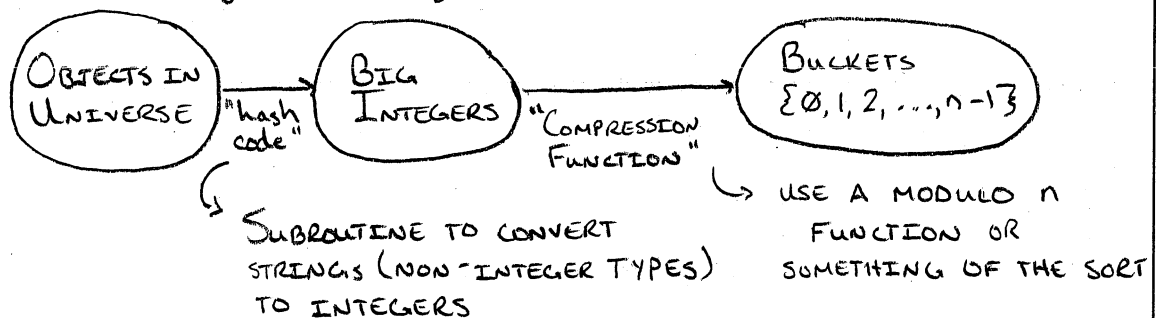 OBJECTS IN
UNIVERSE
"hash
code"
BIG
INTEGERS
"COMPRESSION
FUNCTION"
BUCKETS
{0, 1, 2, ..., n-1}
SUBROUTINE TO CONVERT
STRINGS (NON-INTEGER TYPES)
TO INTEGERS
USE A MODULO n
FUNCTION OR
SOMETHING OF THE SORT